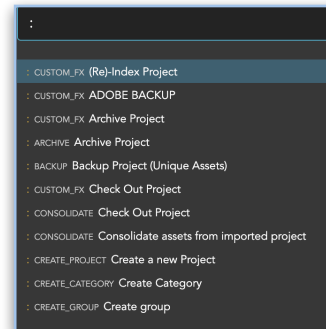 :
: CUSTOM_FX (Re)-Index Project
: CUSTOM_FX ADOBE BACKUP
: CUSTOM_FX Archive Project
: ARCHIVE Archive Project
: BACKUP Backup Project (Unique Assets)
: CUSTOM_FX Check Out Project
: CONSOLIDATE Check Out Project
: CONSOLIDATE Consolidate assets from imported project
: CREATE_PROJECT Create a new Project
: CREATE_CATEGORY Create Category
: CREATE_GROUP Create group